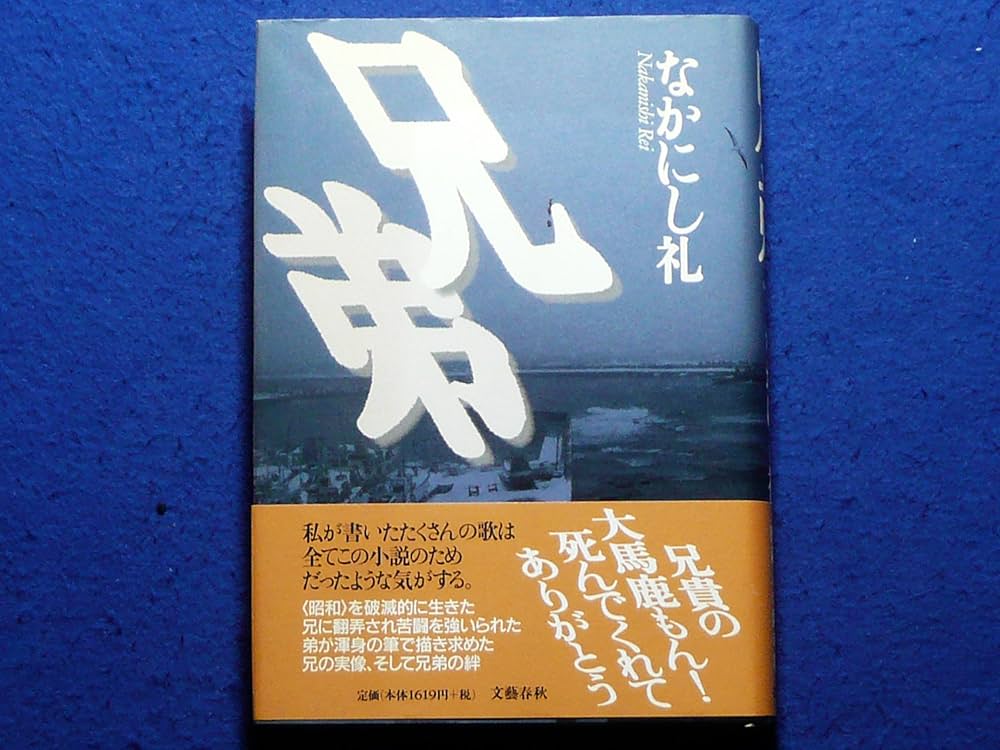 なかにし礼
Nakanishi Rei
兄弟
兄貴の
大馬鹿もん!
死んでくれて
ありがとう
私が書いたたくさんの歌は
全てこの小説のため
だったような気がする。
〈昭和〉を破滅的に生きた
兄に翻弄され苦闘を強いられた
弟が渾身の筆で描き求めた
兄の実像、そして兄弟の絆
定価(本体1619円+税) 文藝春秋